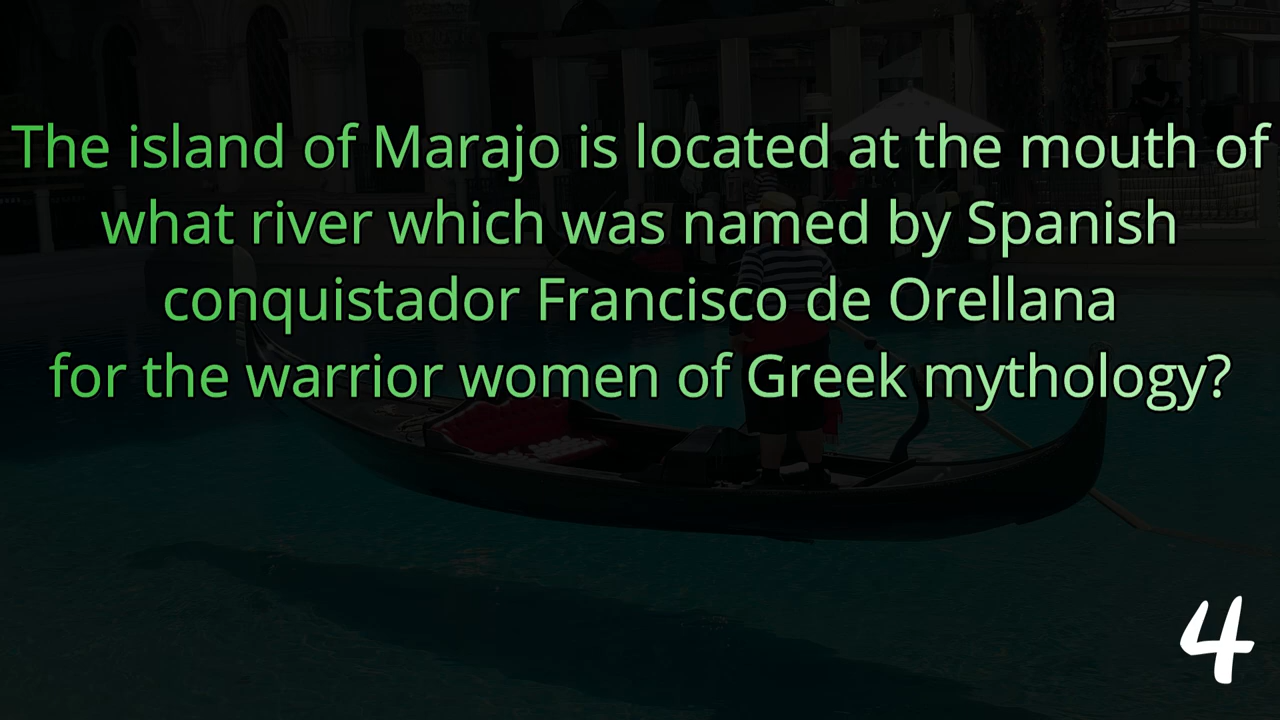 The island of Marajo is located at the mouth of
what river which was named by Spanish
conquistador Francisco de Orellana
for the warrior women of Greek mythology?
4